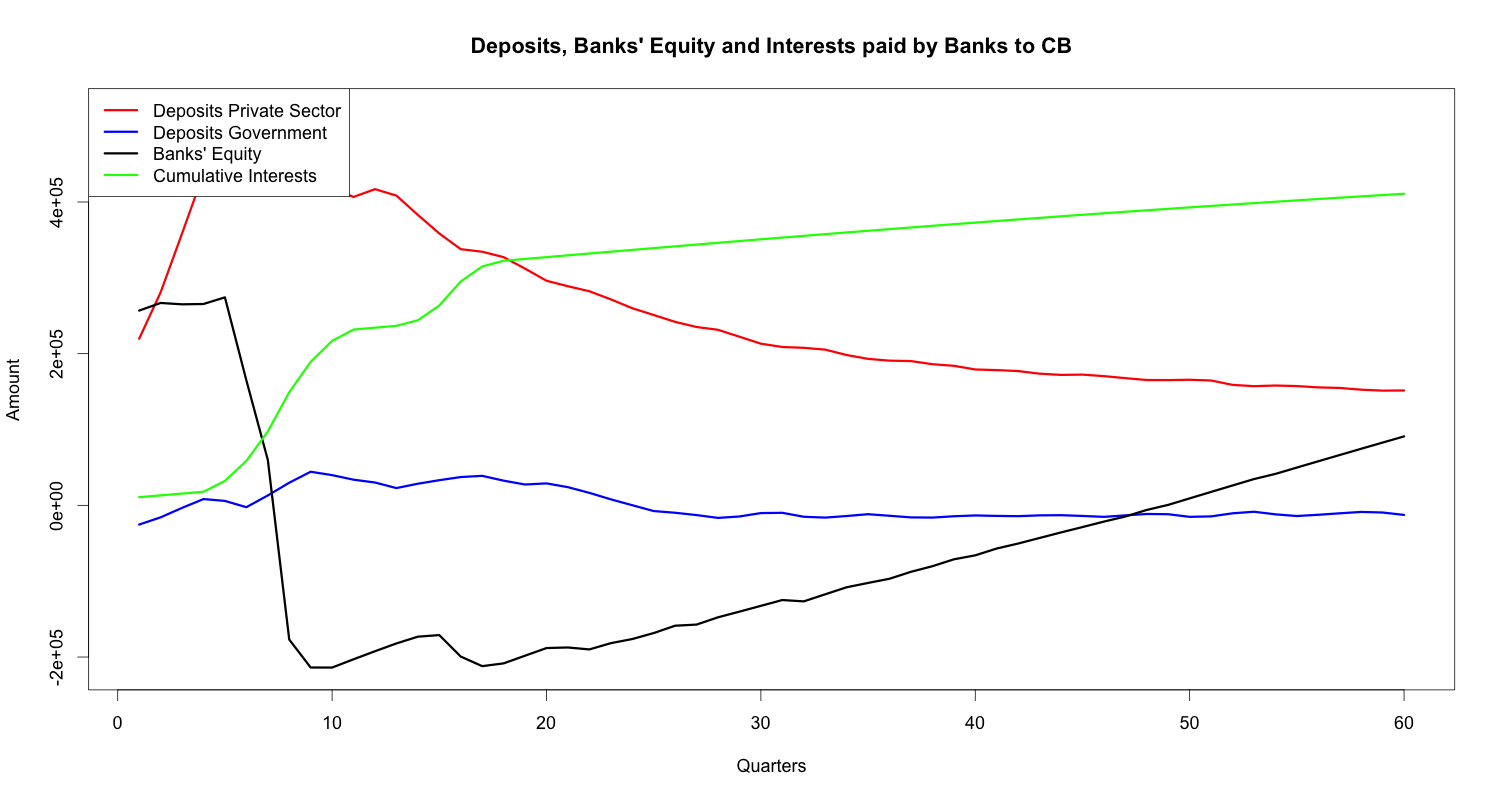 Deposits, Banks' Equity and Interests paid by Banks to CB
Deposits Private Sector
Deposits Government
Banks' Equity
Cumulative Interests
Amount
4e+05
2e+05
0e+00
-2e+05
0 10 20 30 40 50 60
Quarters